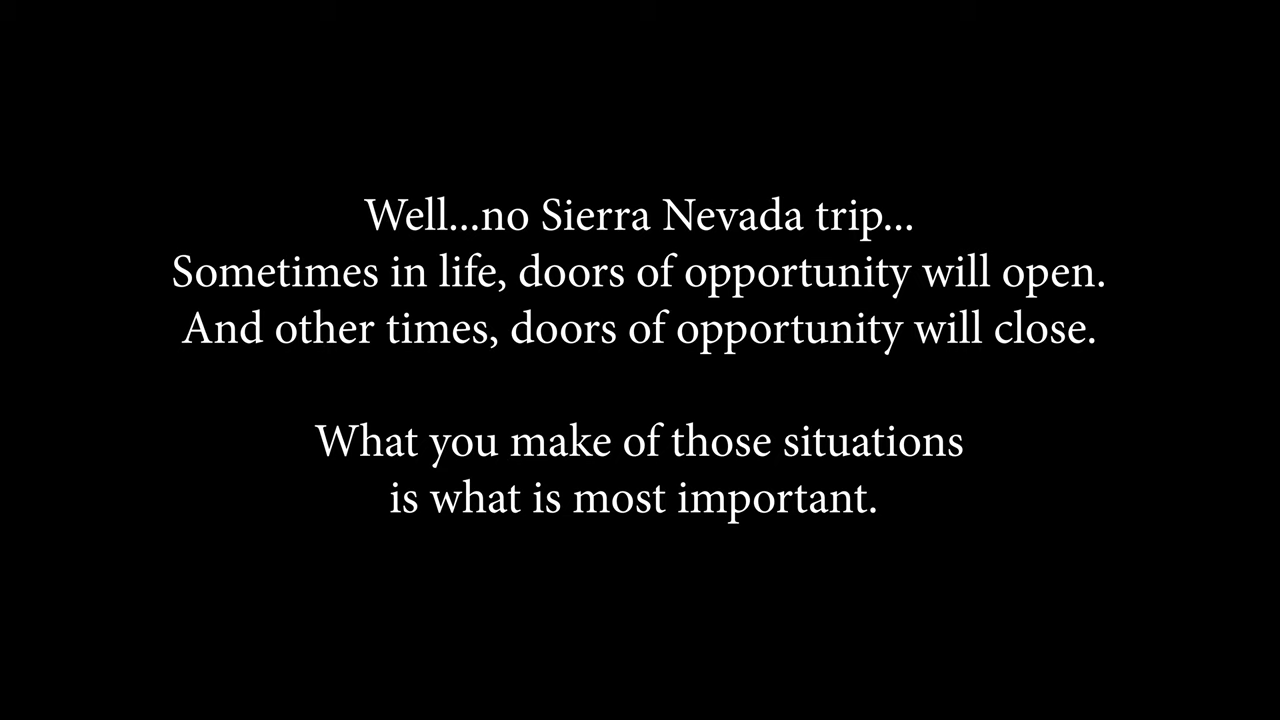 Well...no Sierra Nevada trip...
Sometimes in life, doors of opportunity will open.
And other times, doors of opportunity will close.
What you make of those situations
is what is most important.